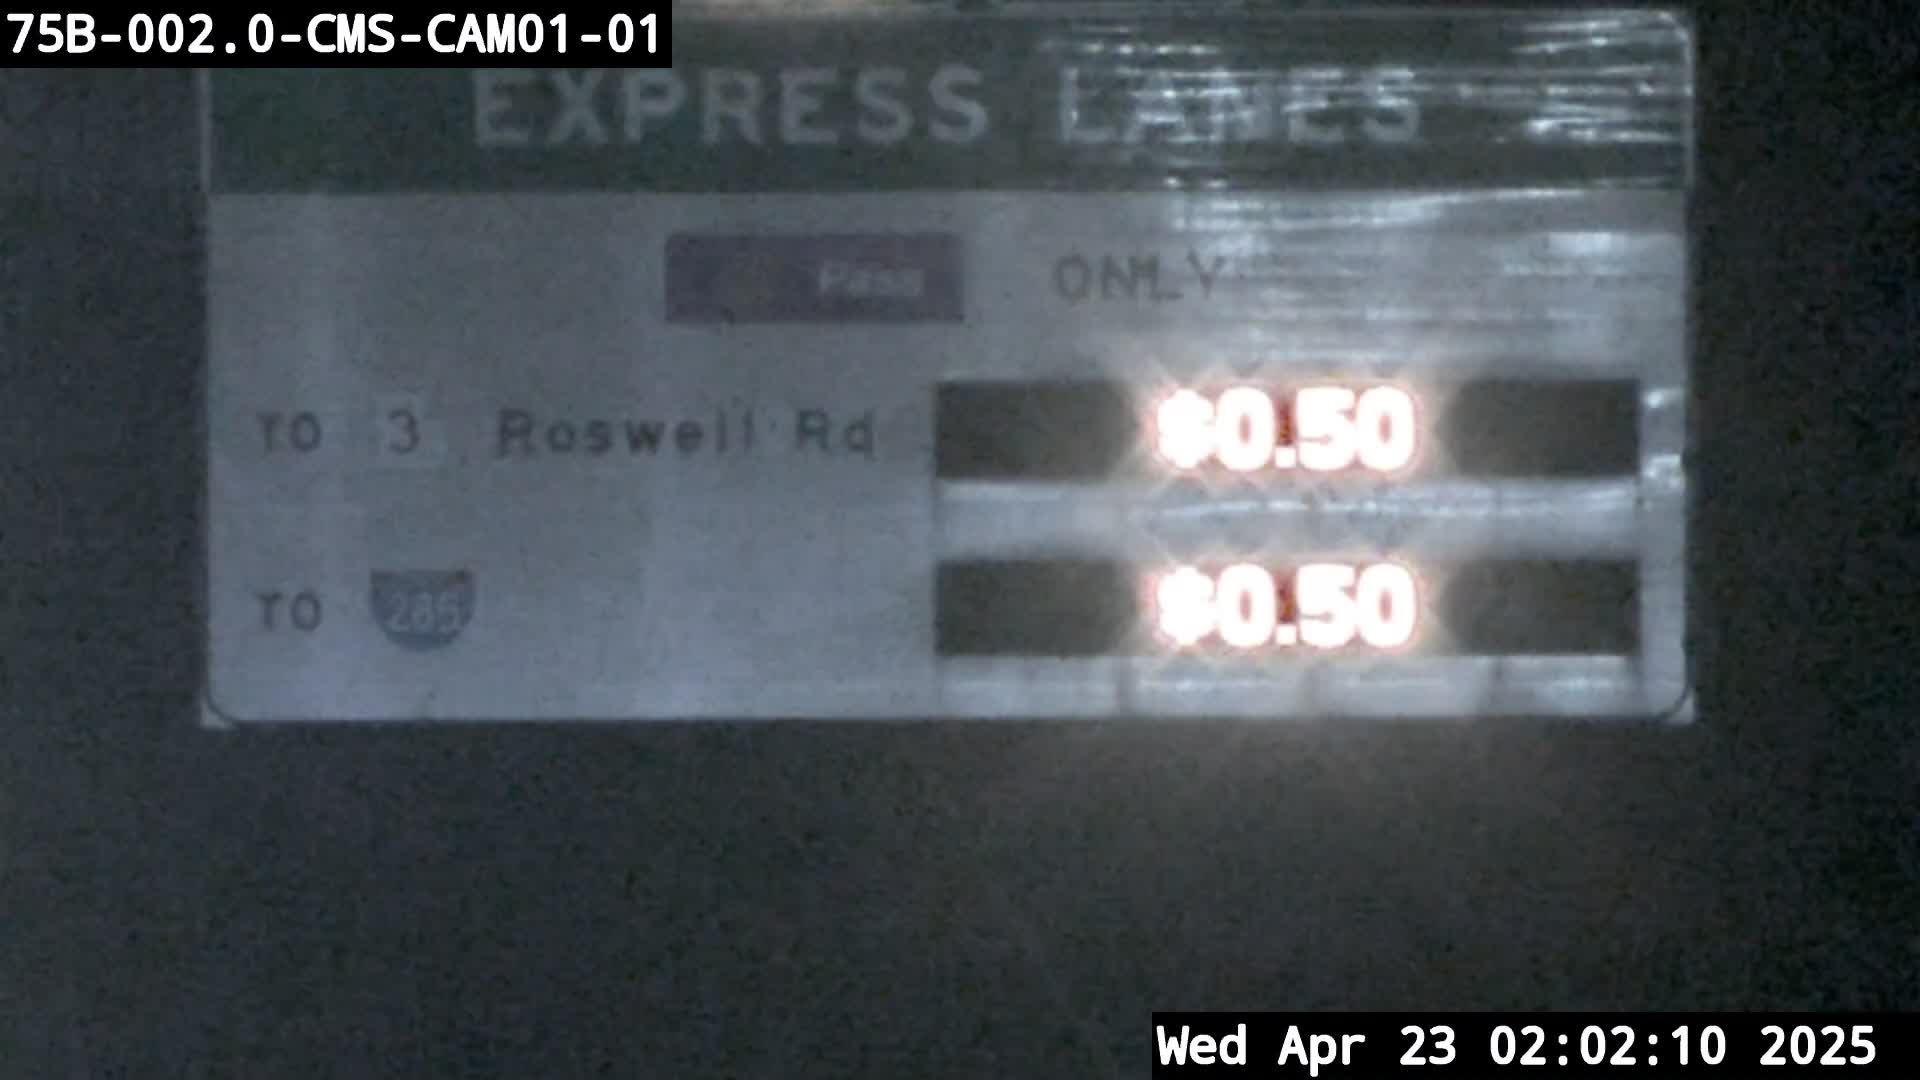 75B-002.0-CMS-CAM01-01
EXPRESS LANES
Pass ONLY
TO 3 Roswell Rd $0.50
TO 285 $0.50
Wed Apr 23 02:02:10 2025